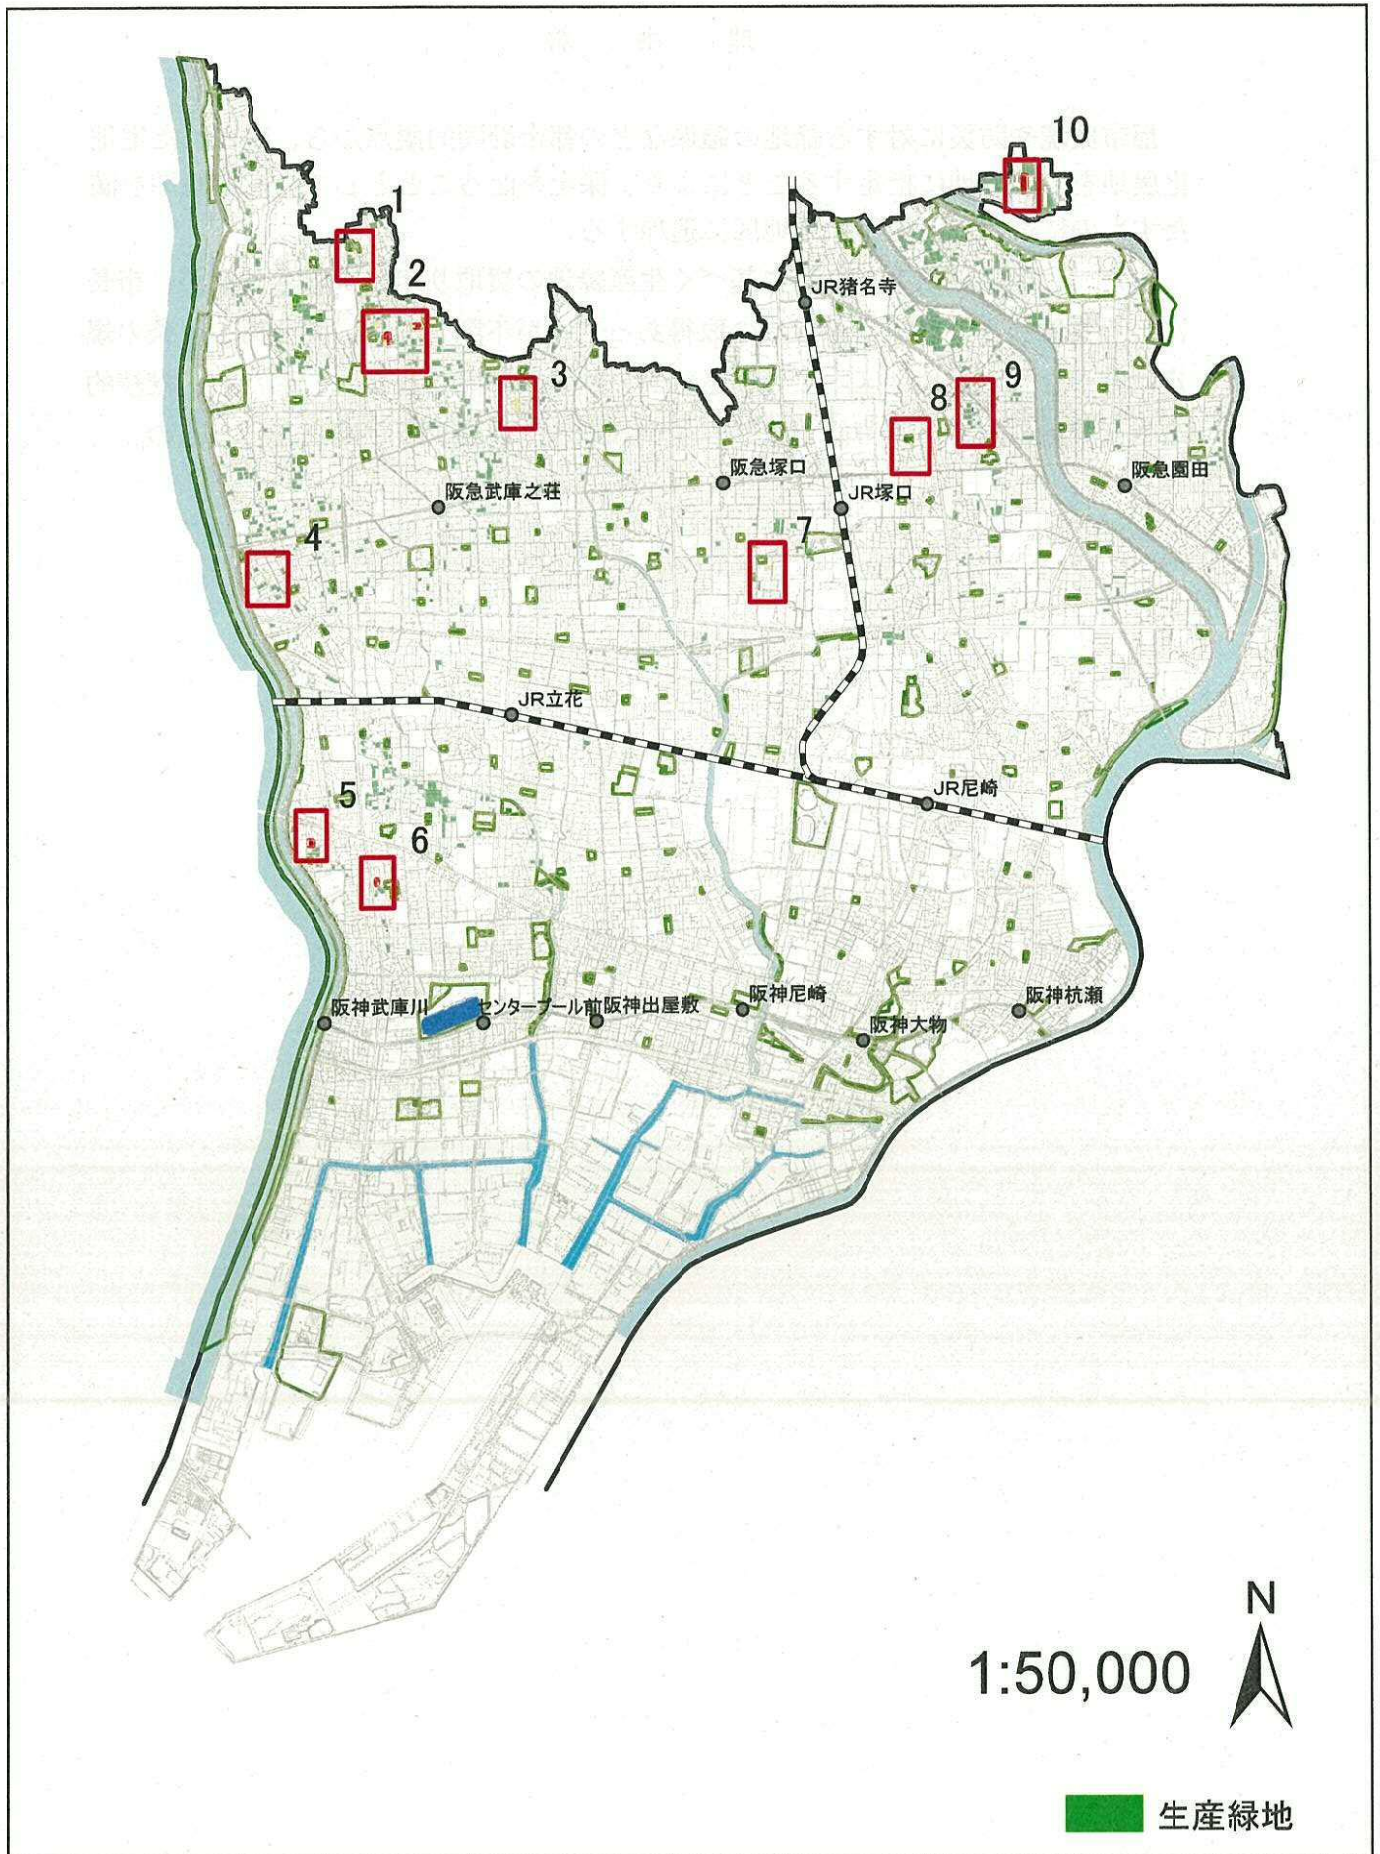 10
1
2
JR猪名寺
3
9
8
阪急塚口
阪急園田
阪急武庫之荘
JR塚口
4
7
JR立花
5
JR尼崎
6
阪神武庫川
センタープール前
阪神出屋敷
阪神尼崎
阪神杭瀬
阪神大物
N
1:50,000
生産緑地